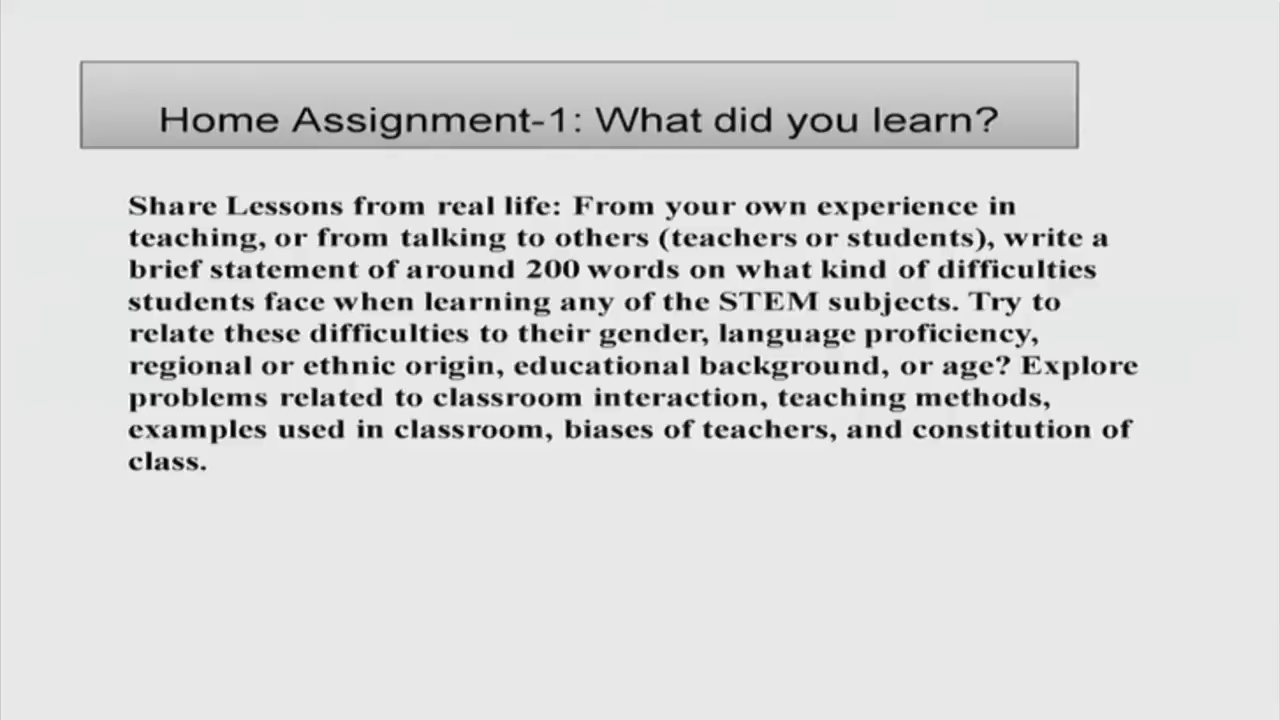 Home Assignment-1: What did you learn?
Share Lessons from real life: From your own experience in
teaching, or from talking to others (teachers or students), write a
brief statement of around 200 words on what kind of difficulties
students face when learning any of the STEM subjects. Try to
relate these difficulties to their gender, language proficiency,
regional or ethnic origin, educational background, or age? Explore
problems related to classroom interaction, teaching methods,
examples used in classroom, biases of teachers, and constitution of
class.